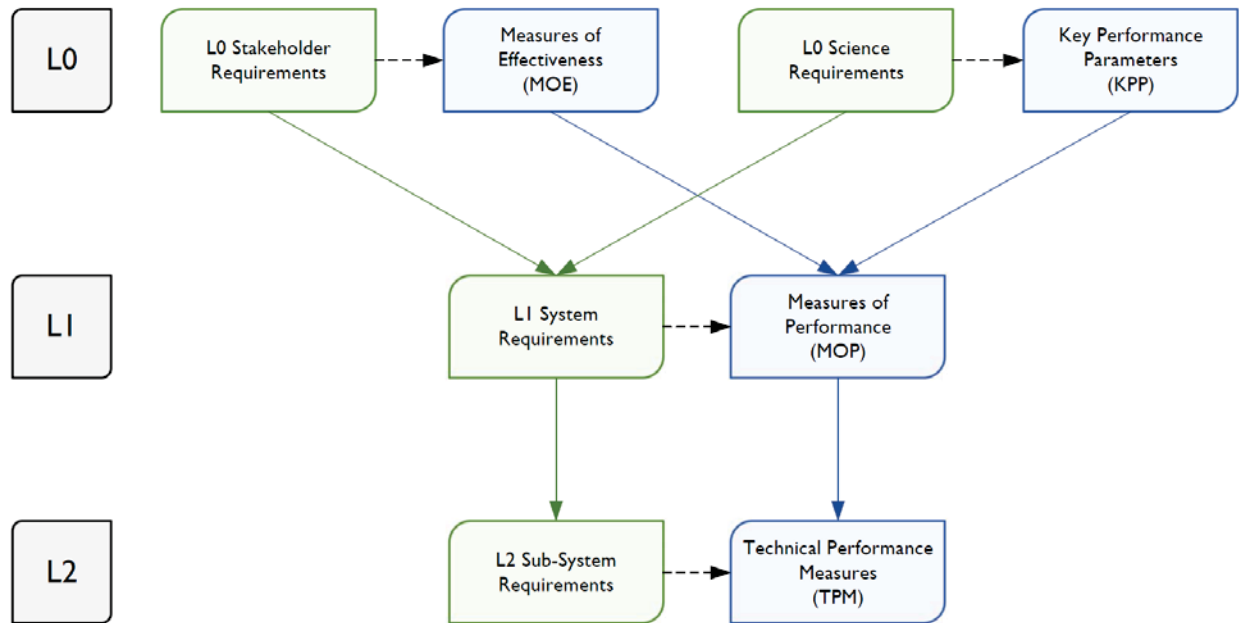 L0
L0 Stakeholder
Requirements
Measures of
Effectiveness
(MOE)
L0 Science
Requirements
Key Performance
Parameters
(KPP)
L1
L1 System
Requirements
Measures of
Performance
(MOP)
L2
L2 Sub-System
Requirements
Technical Performance
Measures
(TPM)